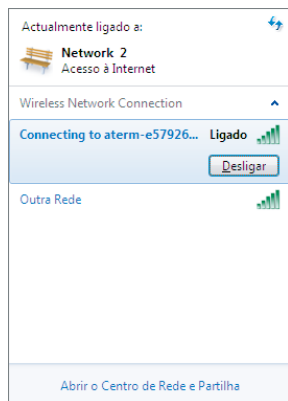 Actualmente ligado a:
Network 2
Acesso à Internet
Wireless Network Connection
Connecting to aterm-e57926... Ligado
Desligar
Outra Rede
Abrir o Centro de Rede e Partilha